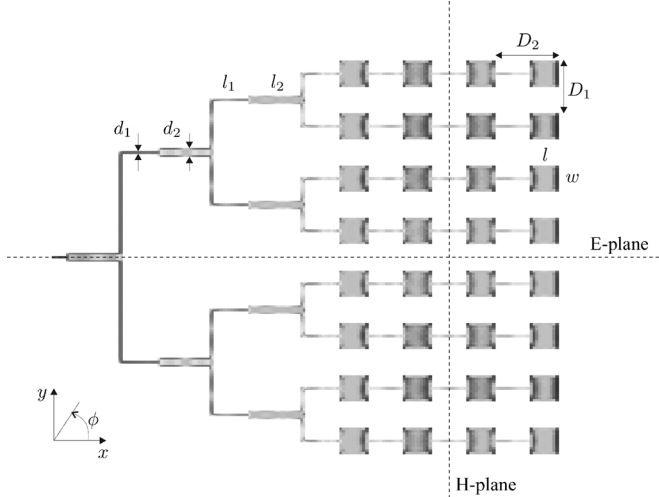 D₂
l₁ l₂
D₁
d₁ d₂
l
w
E-plane
y
ϕ
x
H-plane